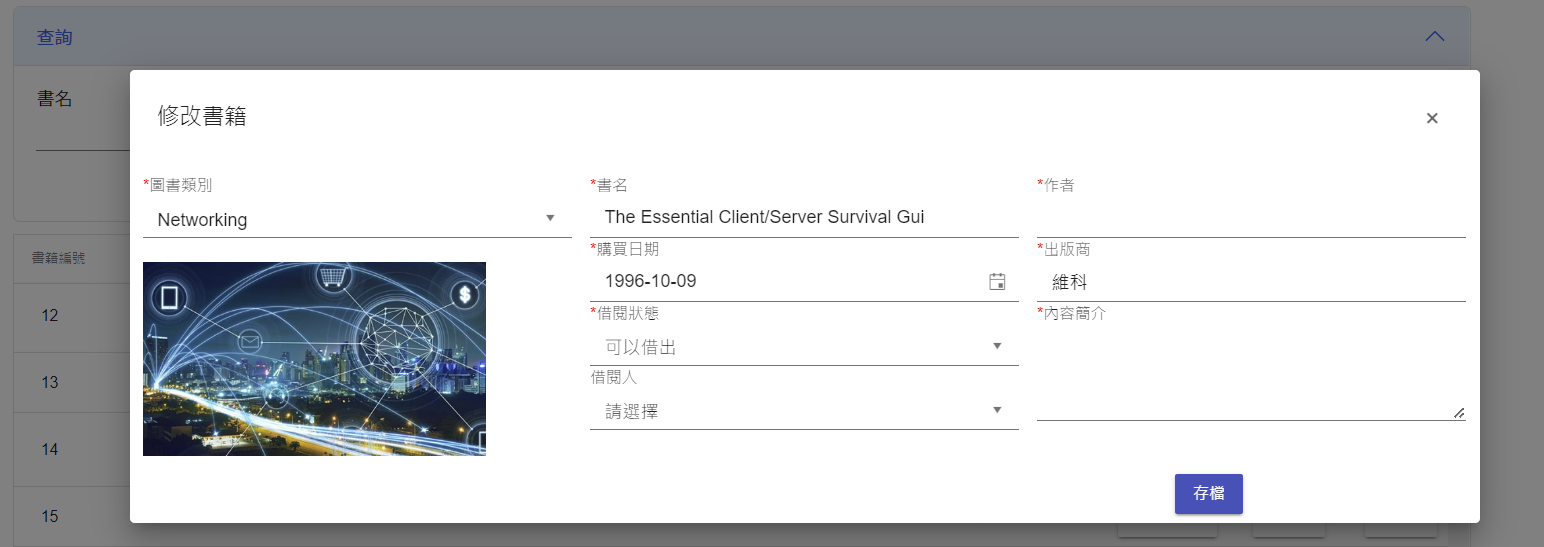 查詢
書名
修改書籍
×
*圖書類別
Networking
*書名
The Essential Client/Server Survival Gui
*作者
*購買日期
1996-10-09
*出版商
維科
*借閱狀態
可以借出
*內容簡介
借閱人
請選擇
存檔
書籍編號
12
13
14
15
$